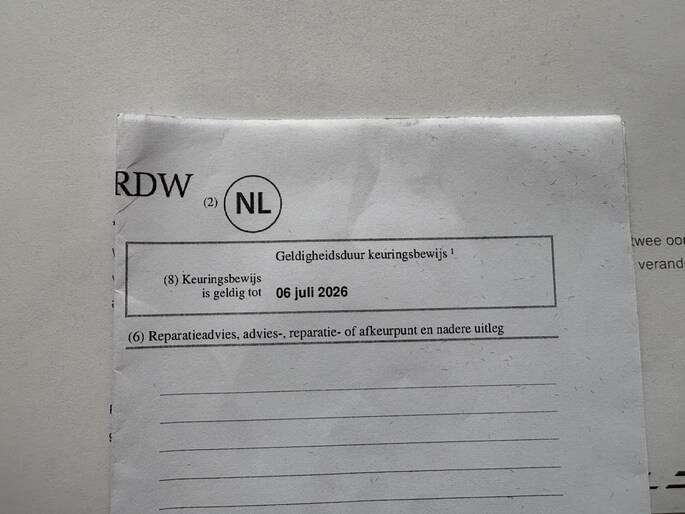 RDW (2) NL
Geldigheidsduur keuringsbewijs ¹
(8) Keuringsbewijs
is geldig tot 06 juli 2026
(6) Reparatieadvies, advies-, reparatie- of afkeurpunt en nadere uitleg
twee
verand